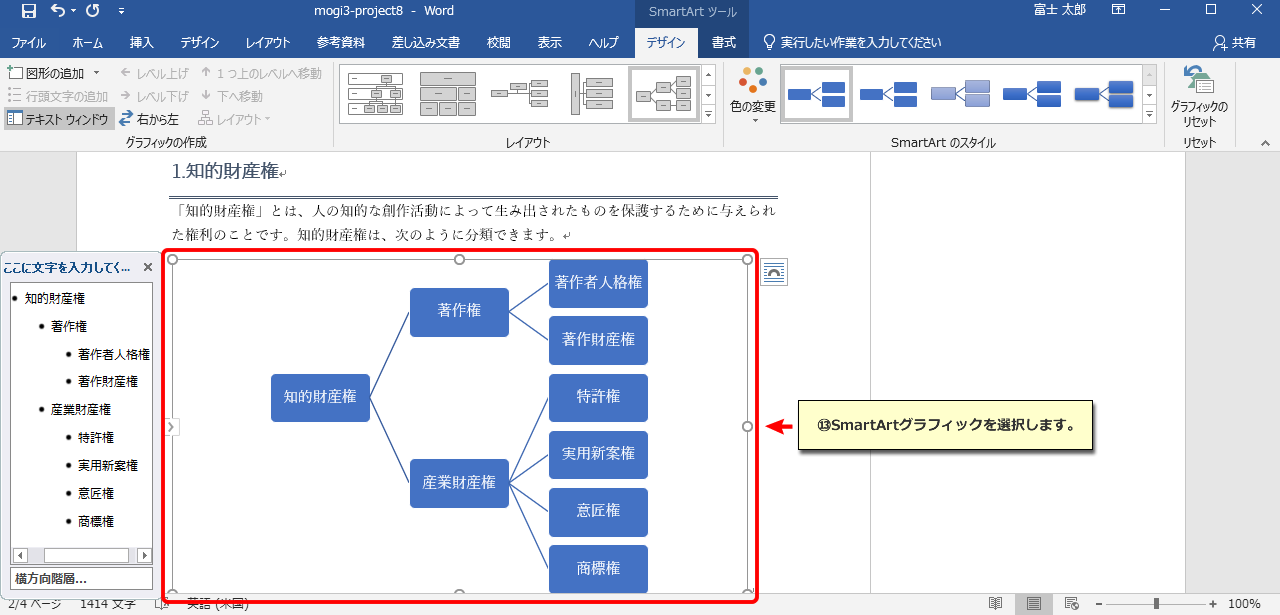 mogi3-project8 - Word
SmartArt ツール
富士 太郎
ファイル ホーム 挿入 デザイン レイアウト 参考資料 差し込み文書 校閲 表示 ヘルプ デザイン 書式 実行したい作業を入力してください 共有
図形の追加 レベル上げ 1 つ上のレベルへ移動
行頭文字の追加 レベル下げ 下へ移動
テキスト ウィンドウ 右から左 レイアウト
グラフィックの作成
レイアウト
色の変更
SmartArt のスタイル
グラフィックの
リセット
リセット
1.知的財産権
「知的財産権」とは、人の知的な創作活動によって生み出されたものを保護するために与えられ
た権利のことです。知的財産権は、次のように分類できます。
ここに文字を入力してく...
• 知的財産権
• 著作権
• 著作者人格権
• 著作財産権
• 産業財産権
• 特許権
• 実用新案権
• 意匠権
• 商標権
横方向階層...
知的財産権
著作権
産業財産権
著作者人格権
著作財産権
特許権
実用新案権
意匠権
商標権
⑬SmartArtグラフィックを選択します。
2/4 ページ 1414 文字 英語 (米国)
100%